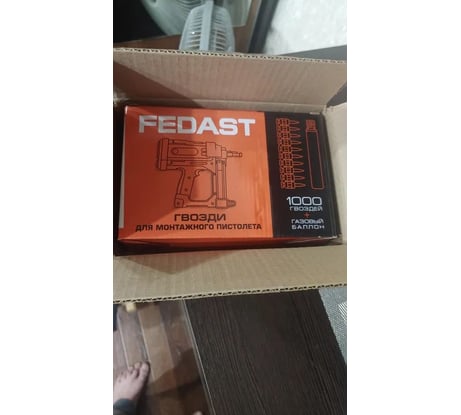 FEDAST
ГВОЗДИ
ДЛЯ МОНТАЖНОГО ПИСТОЛЕТА
1000
ГВОЗДЕЙ
+
ГАЗОВЫЙ
БАЛЛОН